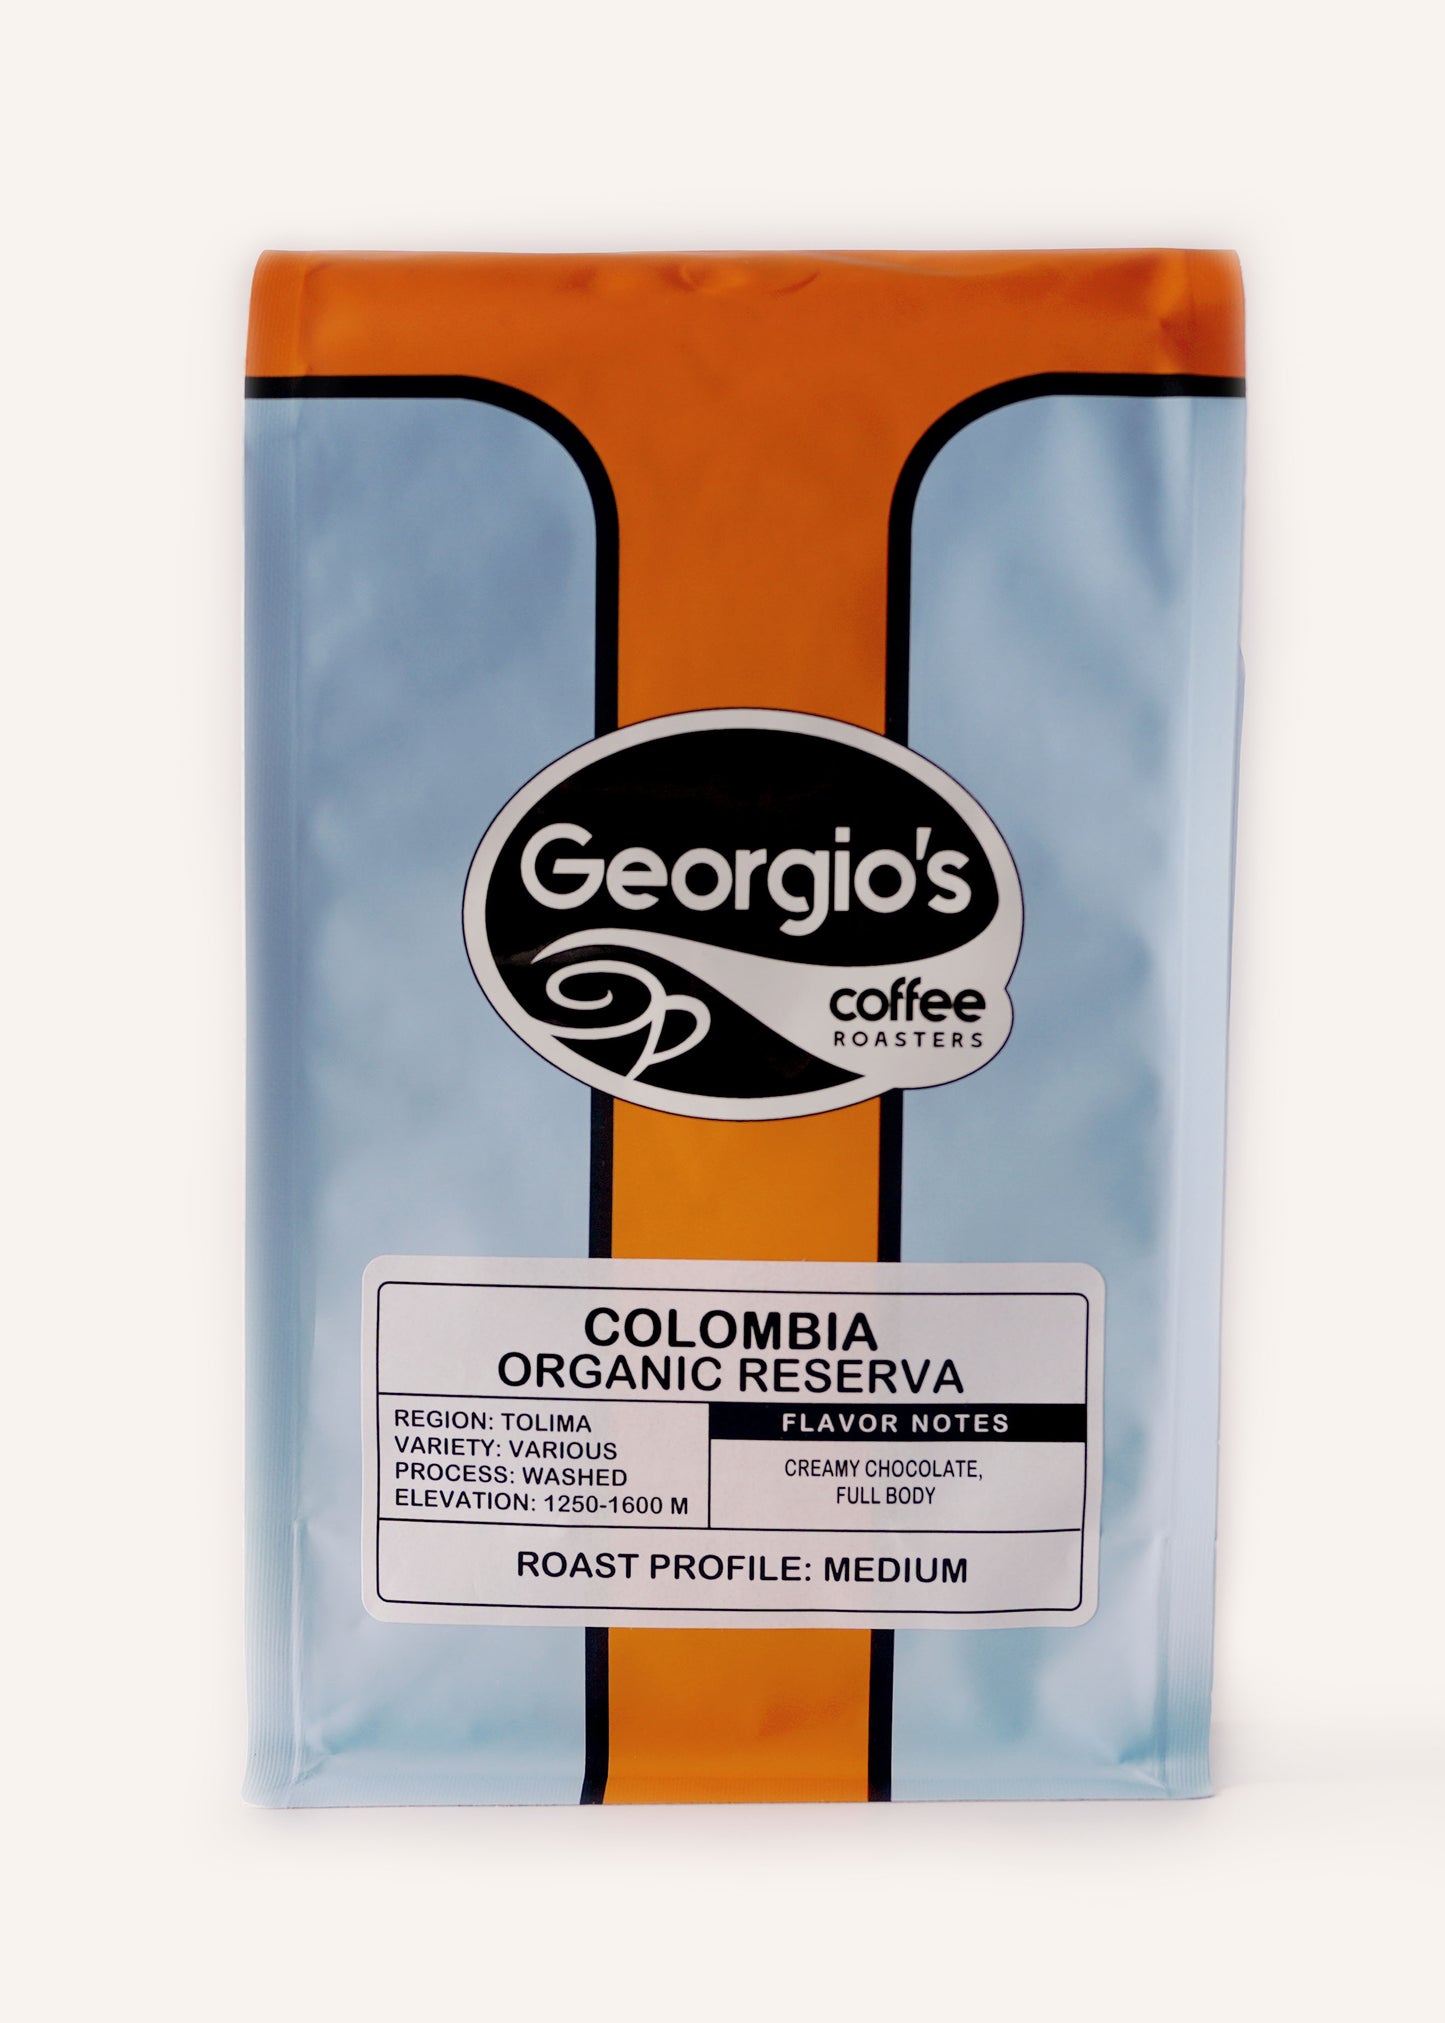 Georgio's
coffee
ROASTERS
COLOMBIA
ORGANIC RESERVA
REGION: TOLIMA
VARIETY: VARIOUS
PROCESS: WASHED
ELEVATION: 1250-1600 M
FLAVOR NOTES
CREAMY CHOCOLATE,
FULL BODY
ROAST PROFILE: MEDIUM